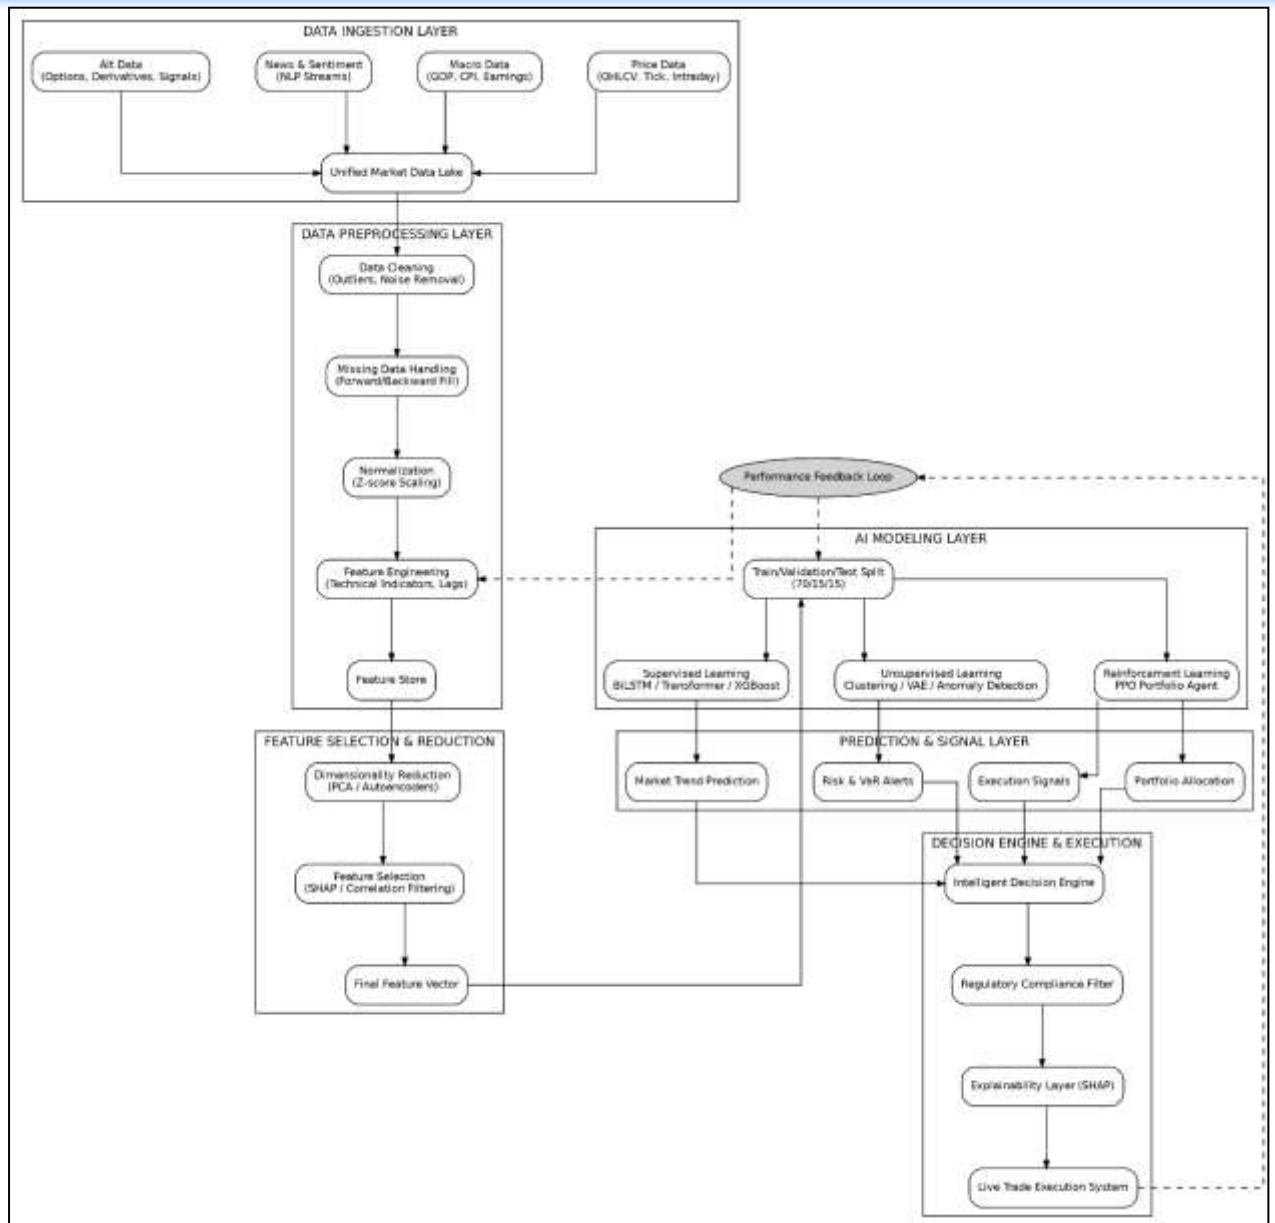 DATA INGESTION LAYER
Alt Data
(Options, Derivatives, Signals)
News & Sentiment
(NLP Streams)
Macro Data
(GDP, CPI, Earnings)
Price Data
(OHLCV, Tick, Intraday)
Unified Market Data Lake
DATA PREPROCESSING LAYER
Data Cleaning
(Outliers, Noise Removal)
Missing Data Handling
(Forward/Backward Fill)
Normalization
(Z-score Scaling)
Feature Engineering
(Technical Indicators, Lags)
Feature Store
FEATURE SELECTION & REDUCTION
Dimensionality Reduction
(PCA / Autoencoders)
Feature Selection
(SHAP / Correlation Filtering)
Final Feature Vector
Performance Feedback Loop
AI MODELING LAYER
Train/Validation/Test Split
(70/15/15)
Supervised Learning
BiLSTM / Transformer / XGBoost
Unsupervised Learning
Clustering / VAE / Anomaly Detection
Reinforcement Learning
PPO Portfolio Agent
PREDICTION & SIGNAL LAYER
Market Trend Prediction
Risk & VaR Alerts
Execution Signals
Portfolio Allocation
DECISION ENGINE & EXECUTION
Intelligent Decision Engine
Regulatory Compliance Filter
Explainability Layer (SHAP)
Live Trade Execution System